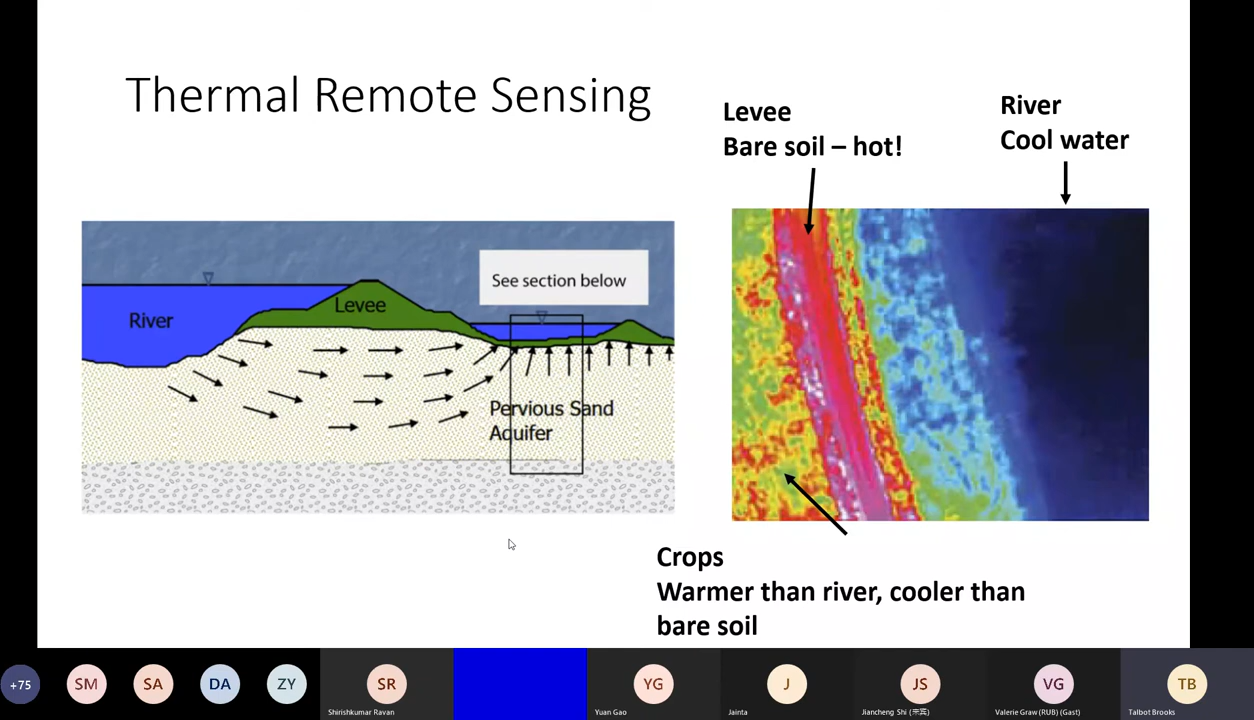 Thermal Remote Sensing
Levee
Bare soil – hot!
River
Cool water
See section below
River
Levee
Pervious Sand
Aquifer
Crops
Warmer than river, cooler than
bare soil
+75
SM
SA
DA
ZY
SR
Shirishkumar Ravan
YG
Yuan Gao
J
Jainta
JS
Jiancheng Shi (宾客)
VG
Valerie Graw (RUB) (Gast)
TB
Talbot Brooks